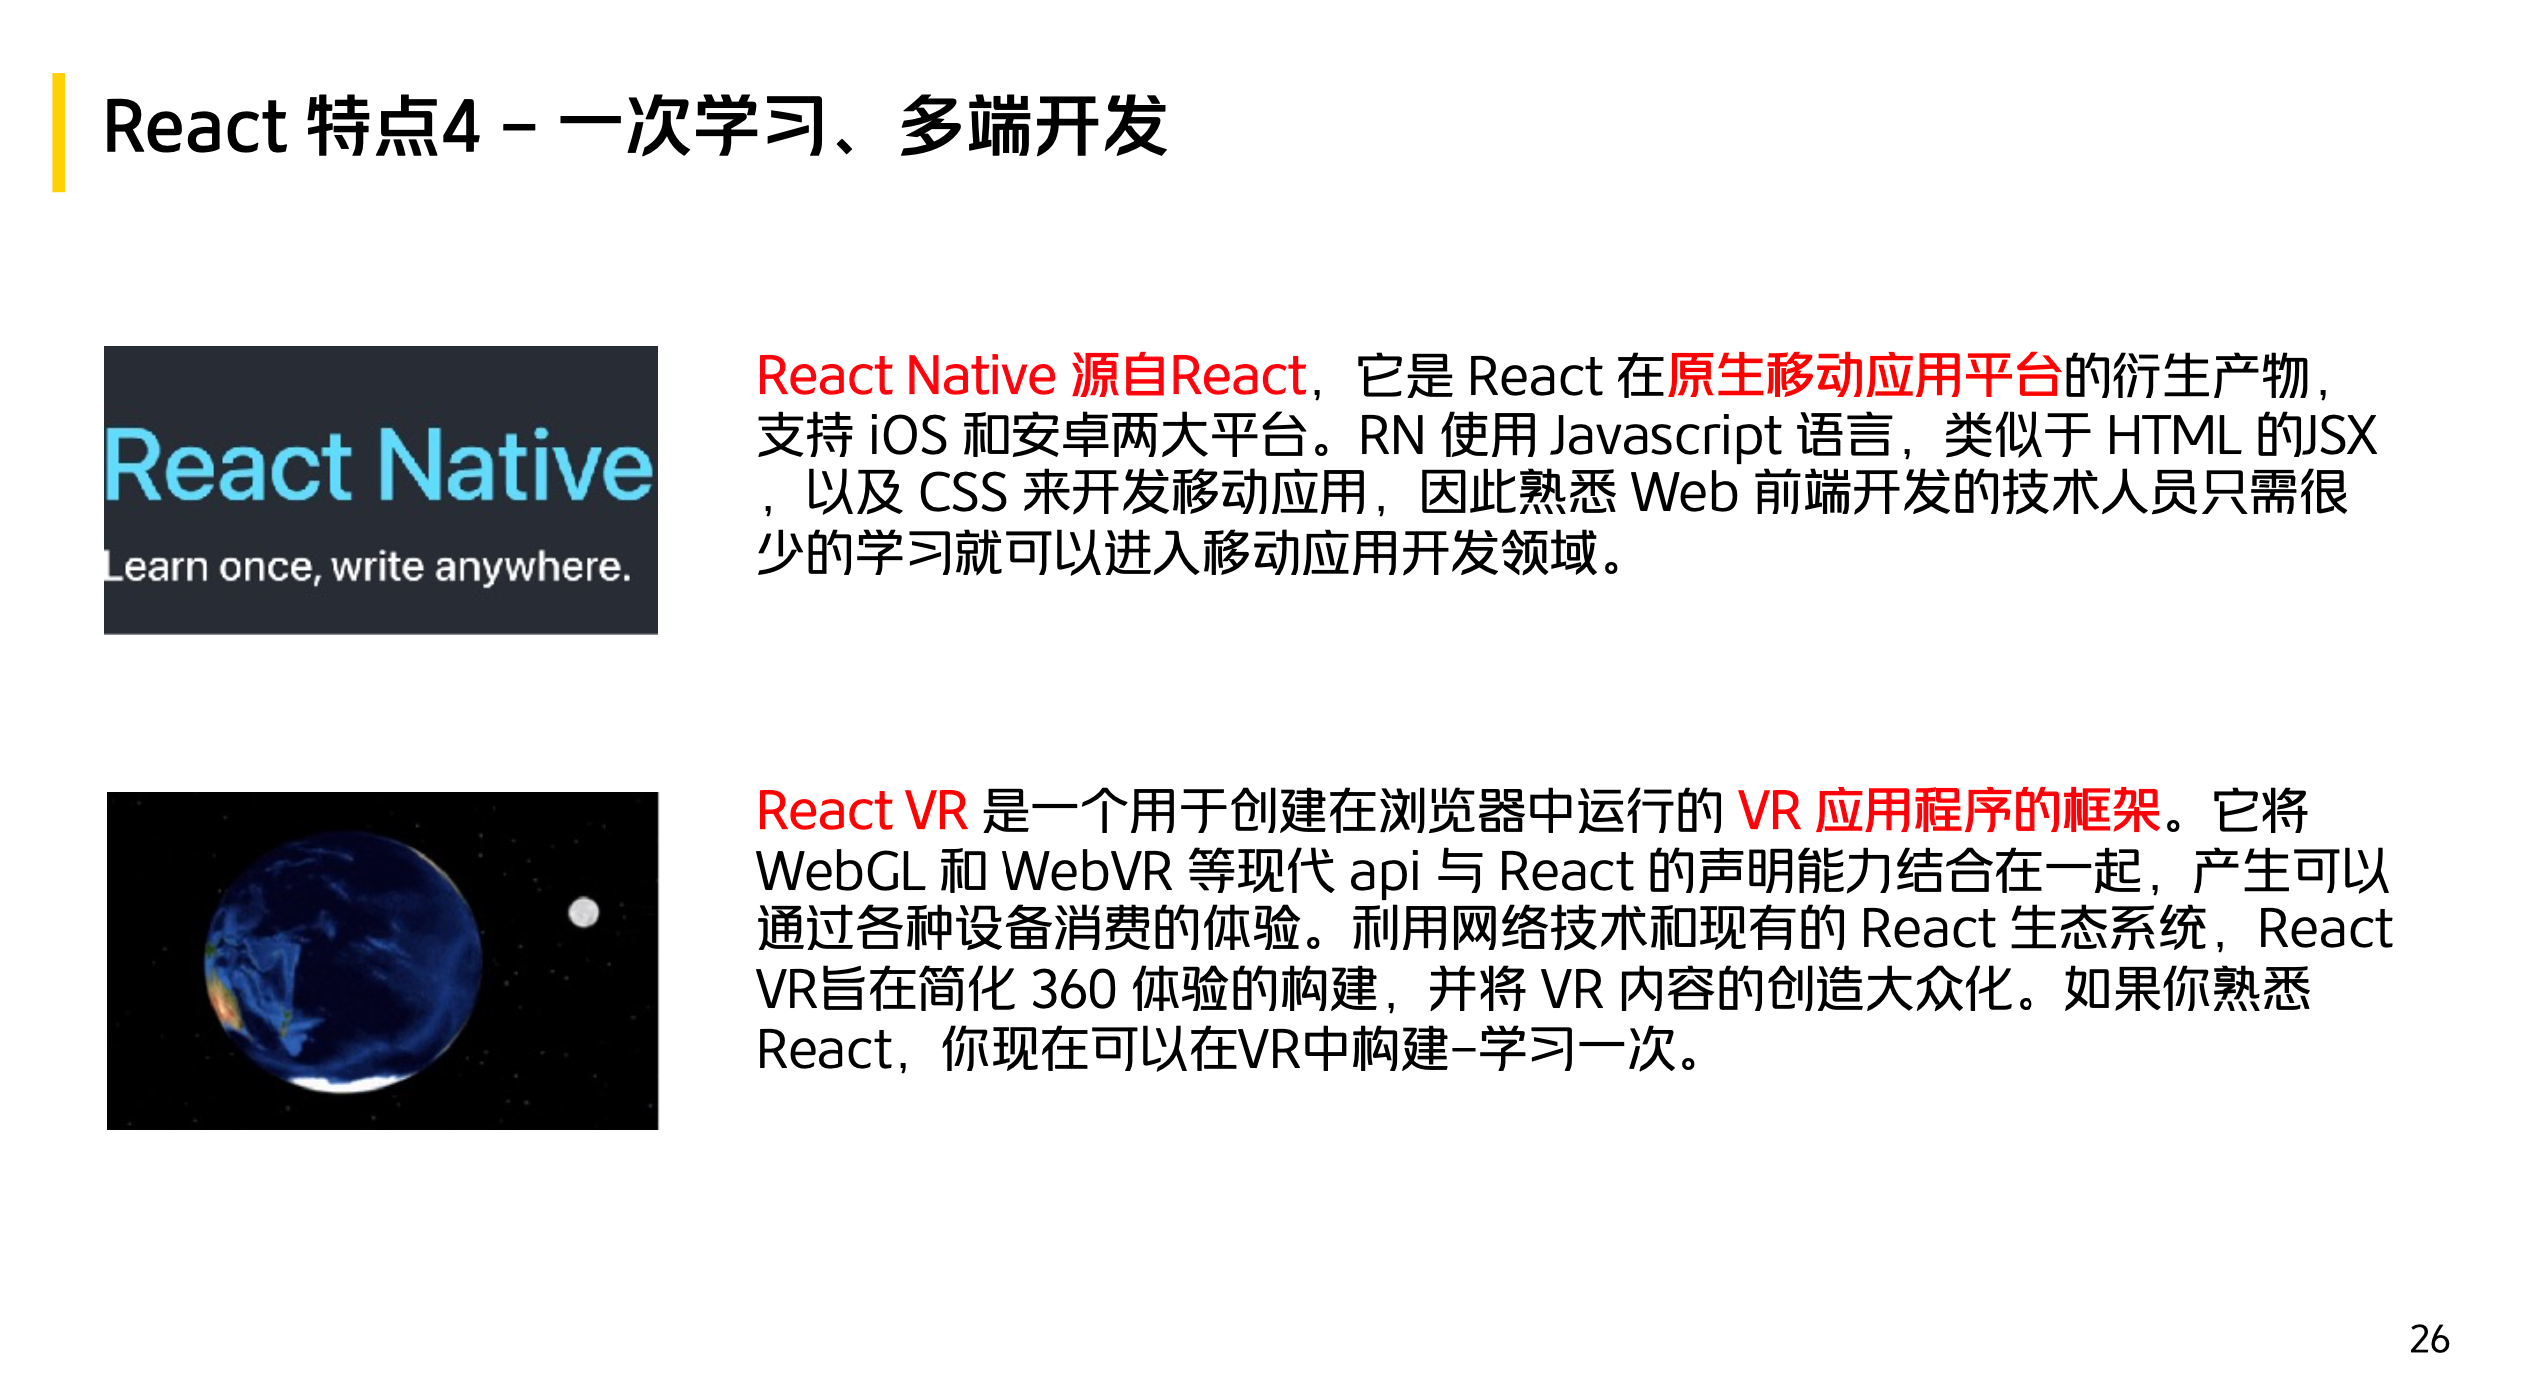 React 特点4 - 一次学习、多端开发
React Native
Learn once, write anywhere.
React Native 源自React，它是 React 在原生移动应用平台的衍生产物，
支持 iOS 和安卓两大平台。RN 使用 Javascript 语言，类似于 HTML 的JSX
，以及 CSS 来开发移动应用，因此熟悉 Web 前端开发的技术人员只需很
少的学习就可以进入移动应用开发领域。
React VR 是一个用于创建在浏览器中运行的 VR 应用程序的框架。它将
WebGL 和 WebVR 等现代 api 与 React 的声明能力结合在一起，产生可以
通过各种设备消费的体验。利用网络技术和现有的 React 生态系统，React
VR旨在简化 360 体验的构建，并将 VR 内容的创造大众化。如果你熟悉
React，你现在可以在VR中构建-学习一次。
26